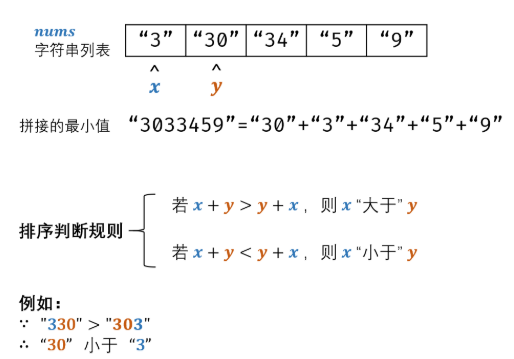 nums
字符串列表 “3” “30” “34” “5” “9”
^ ^
x y
拼接的最小值 “3033459”=“30”+“3”+“34”+“5”+“9”
若 x + y > y + x ，则 x “大于” y
排序判断规则
若 x + y < y + x ，则 x “小于” y
例如：
∵ "330" > "303"
∴ “30” 小于 “3”